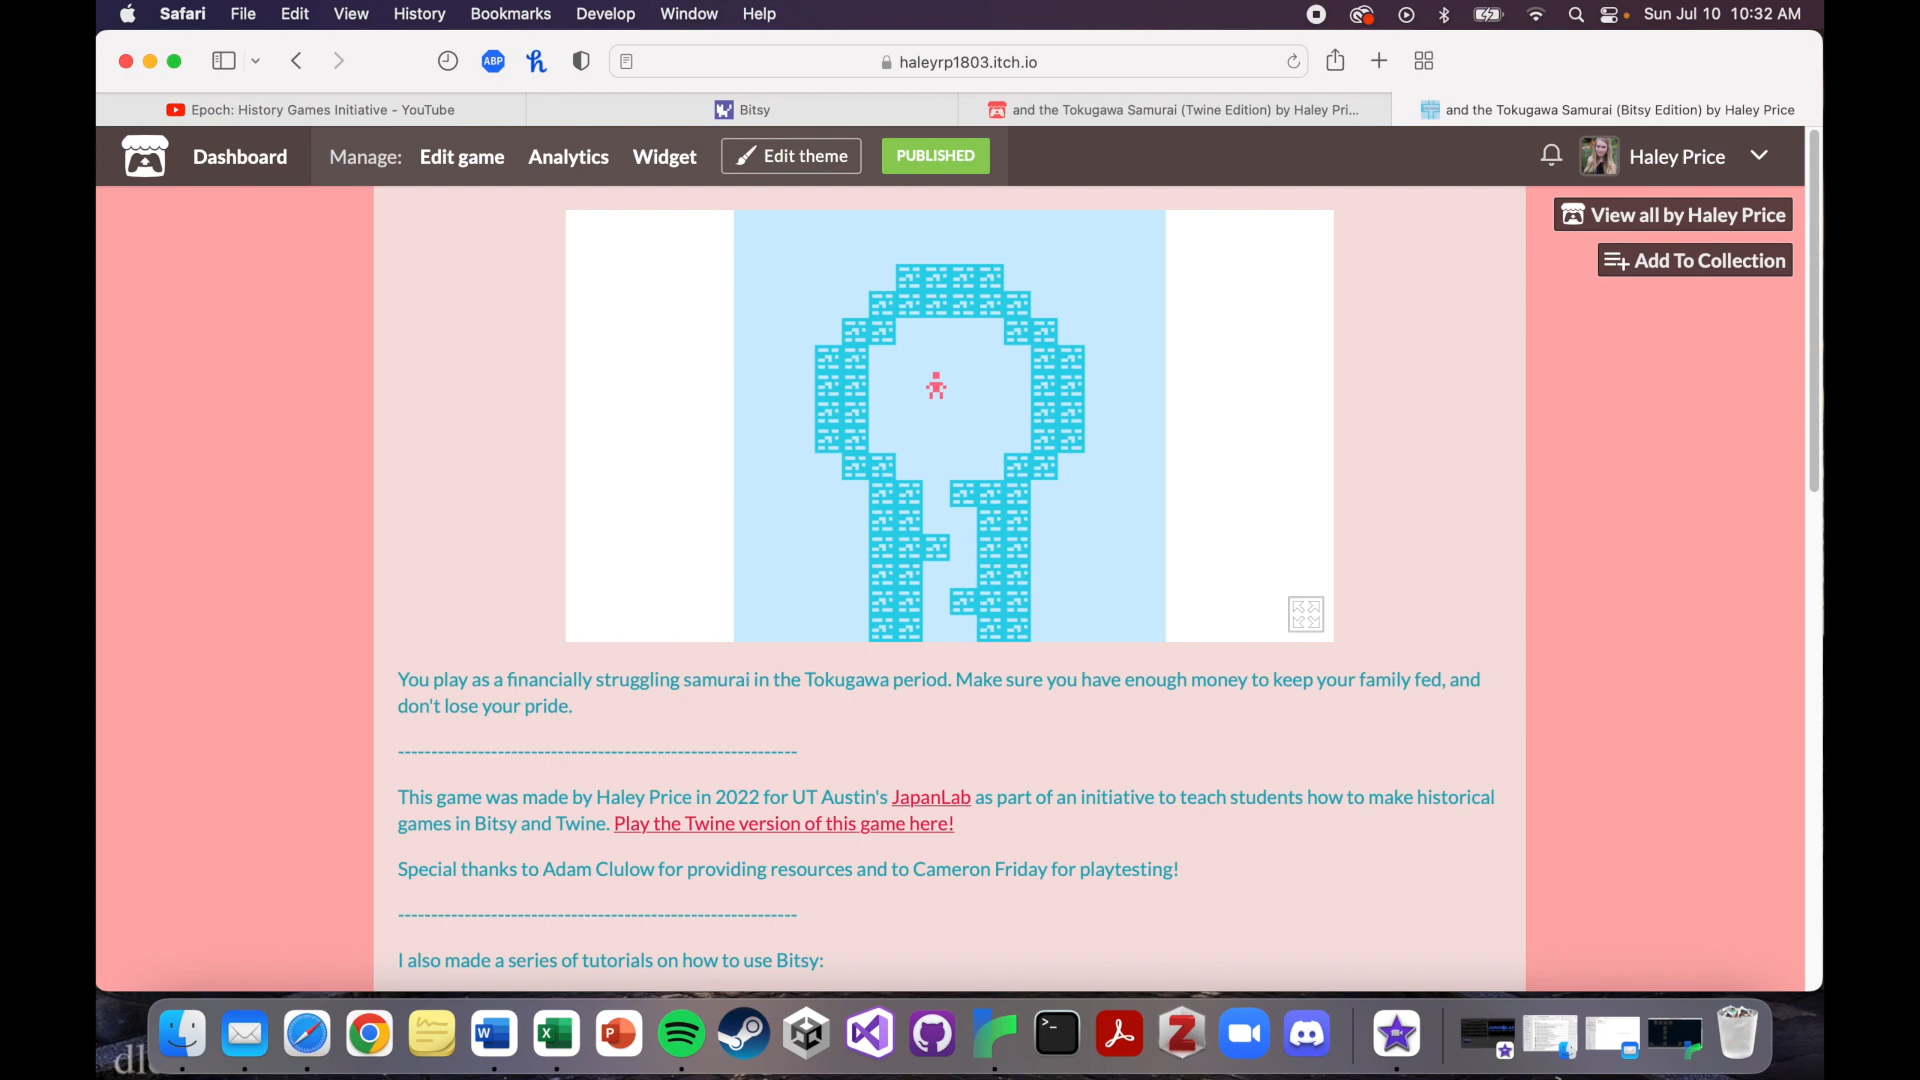 Safari File Edit View History Bookmarks Develop Window Help Sun Jul 10 10:32 AM
ABP haleyrp1803.itch.io
Epoch: History Games Initiative - YouTube Bitsy and the Tokugawa Samurai (Twine Edition) by Haley Pri... and the Tokugawa Samurai (Bitsy Edition) by Haley Price
Dashboard Manage: Edit game Analytics Widget Edit theme PUBLISHED Haley Price
View all by Haley Price
Add To Collection
You play as a financially struggling samurai in the Tokugawa period. Make sure you have enough money to keep your family fed, and
don't lose your pride.
------------------------------------------------------------
This game was made by Haley Price in 2022 for UT Austin's JapanLab as part of an initiative to teach students how to make historical
games in Bitsy and Twine. Play the Twine version of this game here!
Special thanks to Adam Clulow for providing resources and to Cameron Friday for playtesting!
------------------------------------------------------------
I also made a series of tutorials on how to use Bitsy: